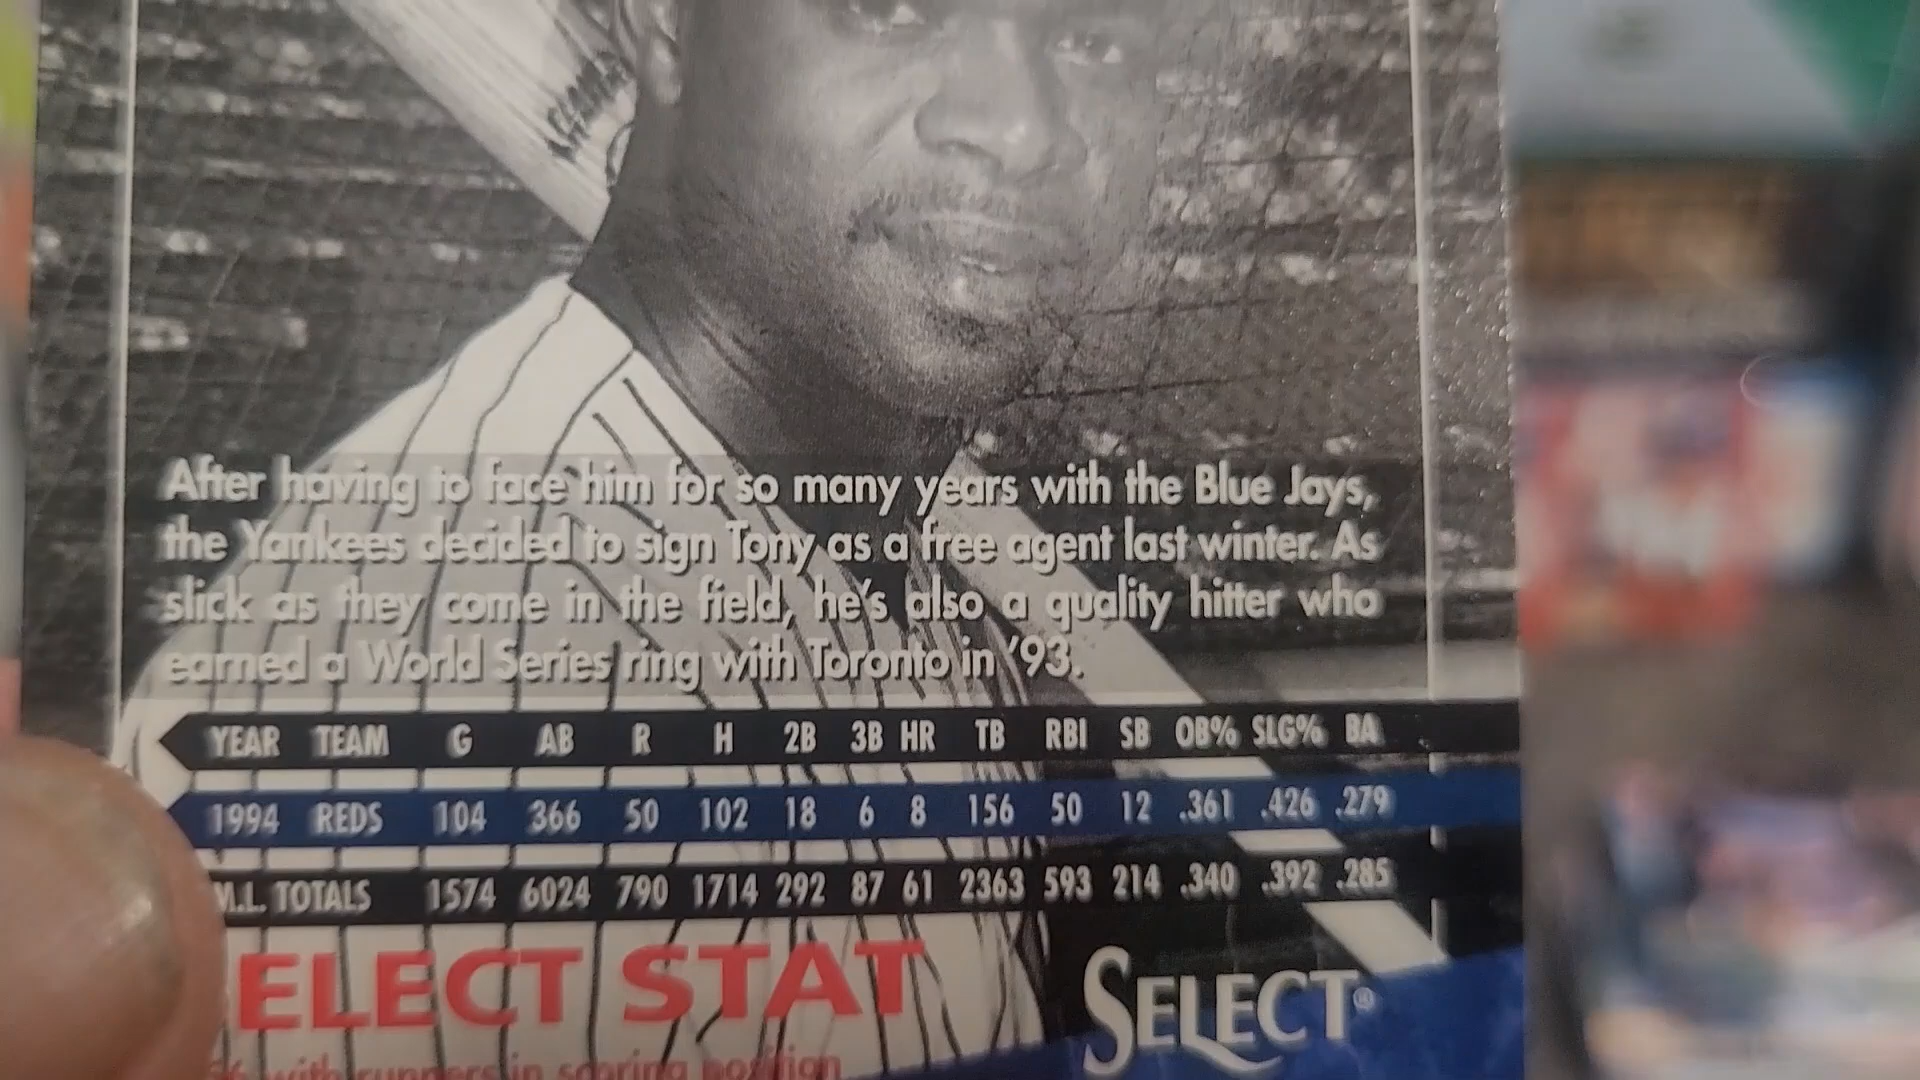 After having to face him for so many years with the Blue Jays,
the Yankees decided to sign Tony as a free agent last winter. As
slick as they come in the field, he's also a quality hitter who
earned a World Series ring with Toronto in '93.
YEAR TEAM G AB R H 2B 3B HR TB RBI SB OB% SLG% BA
1994 REDS 104 366 50 102 18 6 8 156 50 12 .361 .426 .279
M.L. TOTALS 1574 6024 790 1714 292 87 61 2363 593 214 .340 .392 .285
ELECT STAT
SELECT®
with runners in scoring position